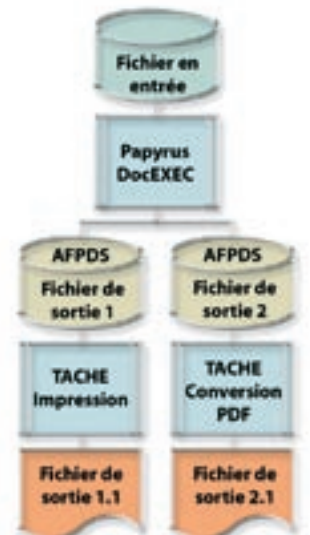 Fichier en
entrée
Papyrus
DocEXEC
AFPDS
Fichier de
sortie 1
AFPDS
Fichier de
sortie 2
TACHE
Impression
TACHE
Conversion
PDF
Fichier de
sortie 1.1
Fichier de
sortie 2.1